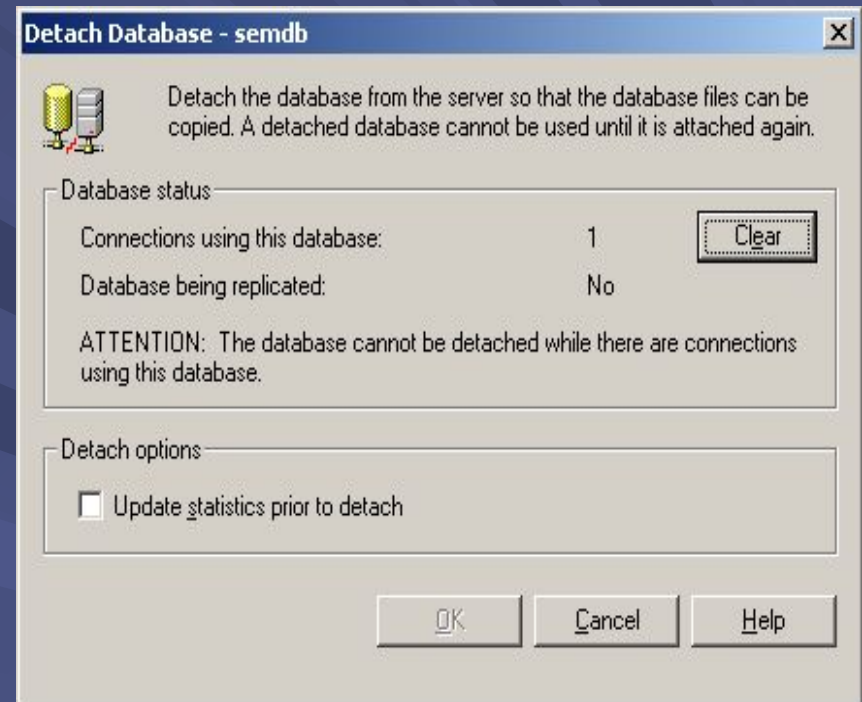 Detach Database - semdb
Detach the database from the server so that the database files can be
copied. A detached database cannot be used until it is attached again.
Database status
Connections using this database: 1 Clear
Database being replicated: No
ATTENTION: The database cannot be detached while there are connections
using this database.
Detach options
Update statistics prior to detach
OK Cancel Help